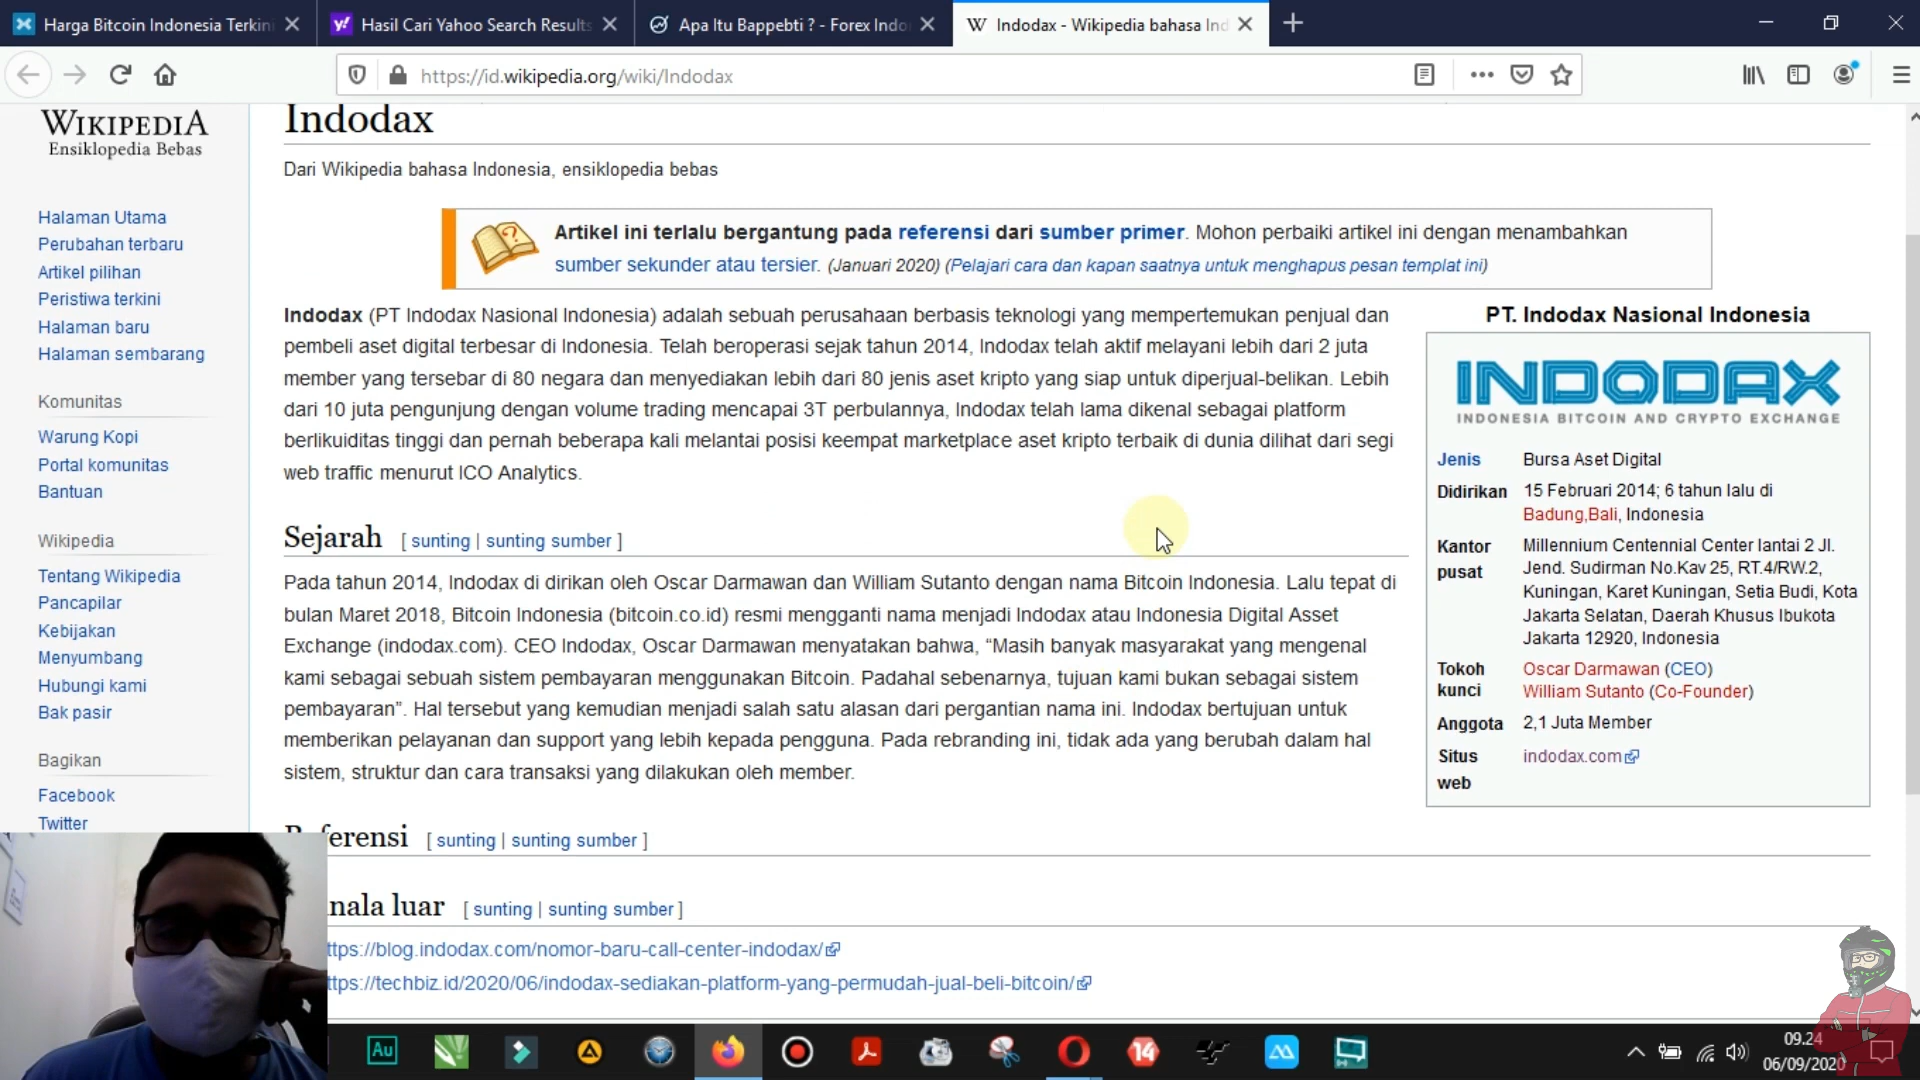 Harga Bitcoin Indonesia Terkini
Hasil Cari Yahoo Search Results
Apa Itu Bappebti ? - Forex Indo
Indodax - Wikipedia bahasa Ind
https://id.wikipedia.org/wiki/Indodax
WIKIPEDIA
Ensiklopedia Bebas
Halaman Utama
Perubahan terbaru
Artikel pilihan
Peristiwa terkini
Halaman baru
Halaman sembarang
Komunitas
Warung Kopi
Portal komunitas
Bantuan
Wikipedia
Tentang Wikipedia
Pancapilar
Kebijakan
Menyumbang
Hubungi kami
Bak pasir
Bagikan
Facebook
Twitter
Indodax
Dari Wikipedia bahasa Indonesia, ensiklopedia bebas
Artikel ini terlalu bergantung pada referensi dari sumber primer. Mohon perbaiki artikel ini dengan menambahkan
sumber sekunder atau tersier. (Januari 2020) (Pelajari cara dan kapan saatnya untuk menghapus pesan templat ini)
Indodax (PT Indodax Nasional Indonesia) adalah sebuah perusahaan berbasis teknologi yang mempertemukan penjual dan
pembeli aset digital terbesar di Indonesia. Telah beroperasi sejak tahun 2014, Indodax telah aktif melayani lebih dari 2 juta
member yang tersebar di 80 negara dan menyediakan lebih dari 80 jenis aset kripto yang siap untuk diperjual-belikan. Lebih
dari 10 juta pengunjung dengan volume trading mencapai 3T perbulannya, Indodax telah lama dikenal sebagai platform
berlikuiditas tinggi dan pernah beberapa kali melantai posisi keempat marketplace aset kripto terbaik di dunia dilihat dari segi
web traffic menurut ICO Analytics.
Sejarah [ sunting | sunting sumber ]
Pada tahun 2014, Indodax di dirikan oleh Oscar Darmawan dan William Sutanto dengan nama Bitcoin Indonesia. Lalu tepat di
bulan Maret 2018, Bitcoin Indonesia (bitcoin.co.id) resmi mengganti nama menjadi Indodax atau Indonesia Digital Asset
Exchange (indodax.com). CEO Indodax, Oscar Darmawan menyatakan bahwa, “Masih banyak masyarakat yang mengenal
kami sebagai sebuah sistem pembayaran menggunakan Bitcoin. Padahal sebenarnya, tujuan kami bukan sebagai sistem
pembayaran”. Hal tersebut yang kemudian menjadi salah satu alasan dari pergantian nama ini. Indodax bertujuan untuk
memberikan pelayanan dan support yang lebih kepada pengguna. Pada rebranding ini, tidak ada yang berubah dalam hal
sistem, struktur dan cara transaksi yang dilakukan oleh member.
Referensi [ sunting | sunting sumber ]
nala luar [ sunting | sunting sumber ]
ttps://blog.indodax.com/nomor-baru-call-center-indodax/
ttps://techbiz.id/2020/06/indodax-sediakan-platform-yang-permudah-jual-beli-bitcoin/
PT. Indodax Nasional Indonesia
INDODAX
INDONESIA BITCOIN AND CRYPTO EXCHANGE
Jenis Bursa Aset Digital
Didirikan 15 Februari 2014; 6 tahun lalu di
Badung,Bali, Indonesia
Kantor pusat Millennium Centennial Center lantai 2 Jl.
Jend. Sudirman No.Kav 25, RT.4/RW.2,
Kuningan, Karet Kuningan, Setia Budi, Kota
Jakarta Selatan, Daerah Khusus Ibukota
Jakarta 12920, Indonesia
Tokoh kunci Oscar Darmawan (CEO)
William Sutanto (Co-Founder)
Anggota 2,1 Juta Member
Situs web indodax.com
Au
14
09.24
06/09/2020